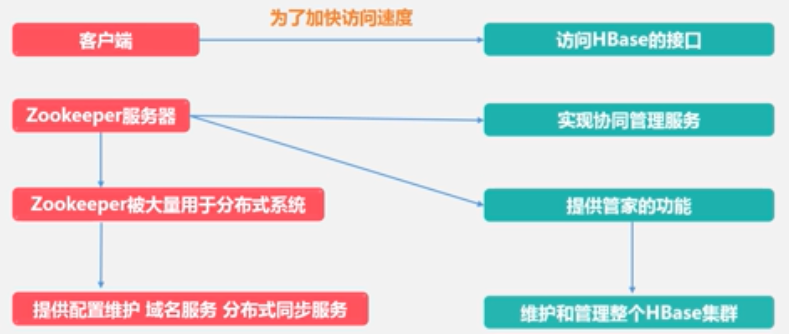 为了加快访问速度
客户端
访问HBase的接口
Zookeeper服务器
实现协同管理服务
Zookeeper被大量用于分布式系统
提供管家的功能
提供配置维护 域名服务 分布式同步服务
维护和管理整个HBase集群